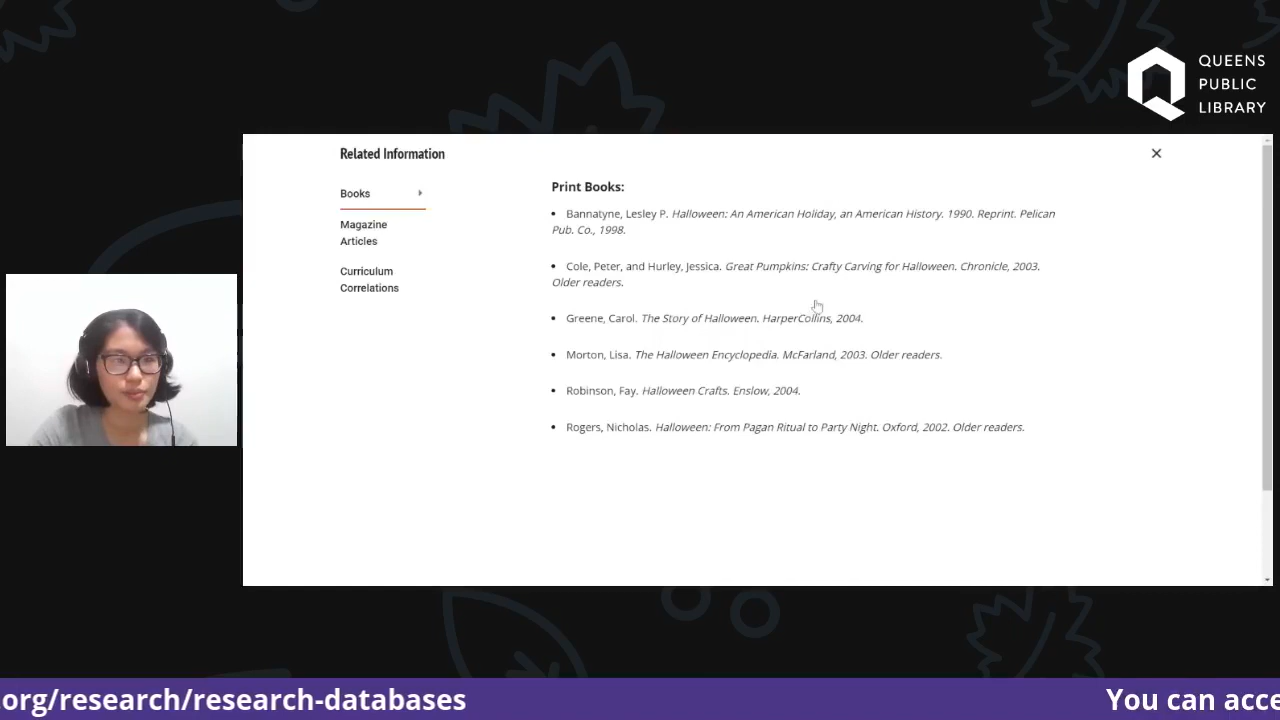 QUEENS
PUBLIC
LIBRARY
Related Information
Books
Magazine
Articles
Curriculum
Correlations
Print Books:
• Bannatyne, Lesley P. Halloween: An American Holiday, an American History. 1990. Reprint. Pelican
Pub. Co., 1998.
• Cole, Peter, and Hurley, Jessica. Great Pumpkins: Crafty Carving for Halloween. Chronicle, 2003.
Older readers.
• Greene, Carol. The Story of Halloween. HarperCollins, 2004.
• Morton, Lisa. The Halloween Encyclopedia. McFarland, 2003. Older readers.
• Robinson, Fay. Halloween Crafts. Enslow, 2004.
• Rogers, Nicholas. Halloween: From Pagan Ritual to Party Night. Oxford, 2002. Older readers.
.org/research/research-databases
You can acce